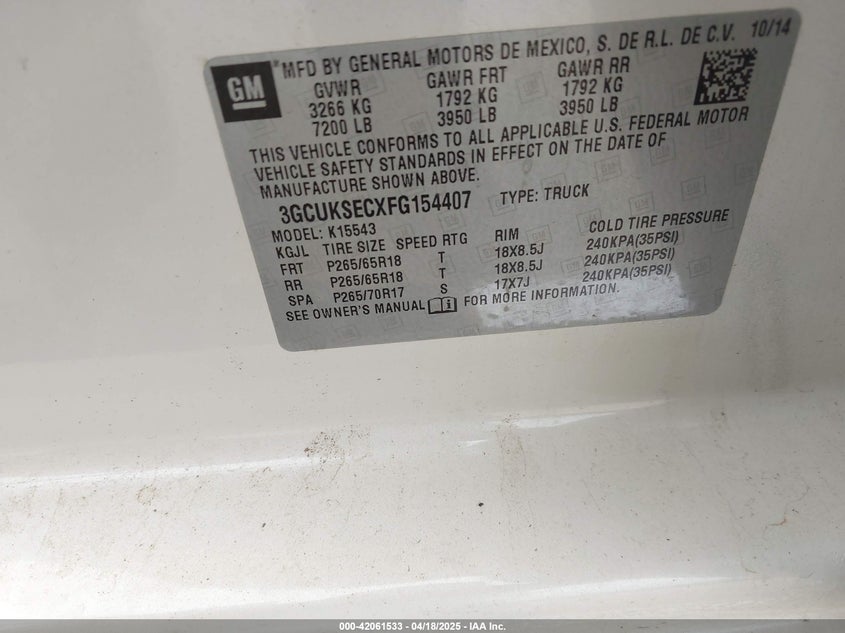 GM
*MFD BY GENERAL MOTORS DE MEXICO, S. DE R.L. DE C.V. 10/14
GVWR GAWR FRT GAWR RR
3266 KG 1792 KG 1792 KG
7200 LB 3950 LB 3950 LB
THIS VEHICLE CONFORMS TO ALL APPLICABLE U.S. FEDERAL MOTOR
VEHICLE SAFETY STANDARDS IN EFFECT ON THE DATE OF
MANUFACTURE SHOWN ABOVE.
3GCUKSECXFG154407 TYPE: TRUCK
MODEL: K15543
KGJL TIRE SIZE SPEED RTG RIM COLD TIRE PRESSURE
FRT P265/65R18 T 18X8.5J 240KPA(35PSI)
RR P265/65R18 T 18X8.5J 240KPA(35PSI)
SPA P265/70R17 S 17X7J 240KPA(35PSI)
SEE OWNER'S MANUAL i FOR MORE INFORMATION.
000-42061533 - 04/18/2025 - IAA Inc.